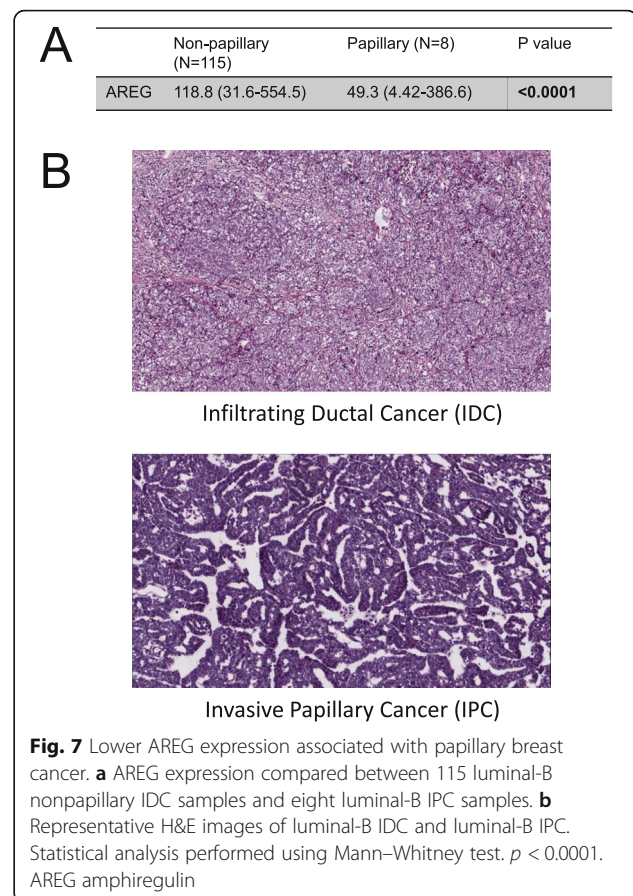 A
Non-papillary (N=115) Papillary (N=8) P value
AREG 118.8 (31.6-554.5) 49.3 (4.42-386.6) <0.0001
B
Infiltrating Ductal Cancer (IDC)
Invasive Papillary Cancer (IPC)
Fig. 7 Lower AREG expression associated with papillary breast
cancer. a AREG expression compared between 115 luminal-B
nonpapillary IDC samples and eight luminal-B IPC samples. b
Representative H&E images of luminal-B IDC and luminal-B IPC.
Statistical analysis performed using Mann–Whitney test. p < 0.0001.
AREG amphiregulin